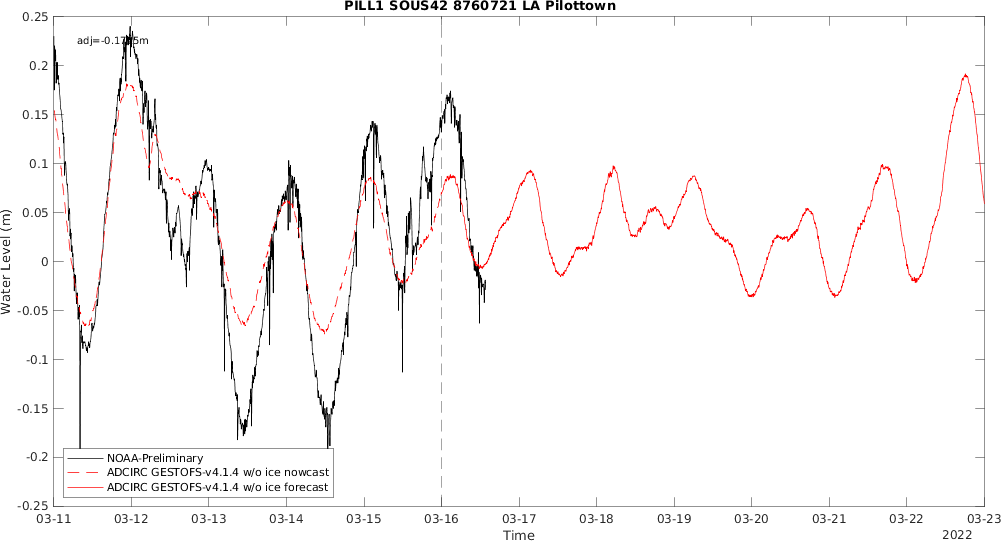 PILL1 SOUS42 8760721 LA Pilottown
0.25
0.2
0.15
0.1
0.05
0
-0.05
-0.1
-0.15
-0.2
-0.25
Water Level (m)
NOAA-Preliminary
ADCIRC GESTOFS-v4.1.4 w/o ice nowcast
ADCIRC GESTOFS-v4.1.4 w/o ice forecast
03-11 03-12 03-13 03-14 03-15 03-16 03-17 03-18 03-19 03-20 03-21 03-22 03-23
Time
2022